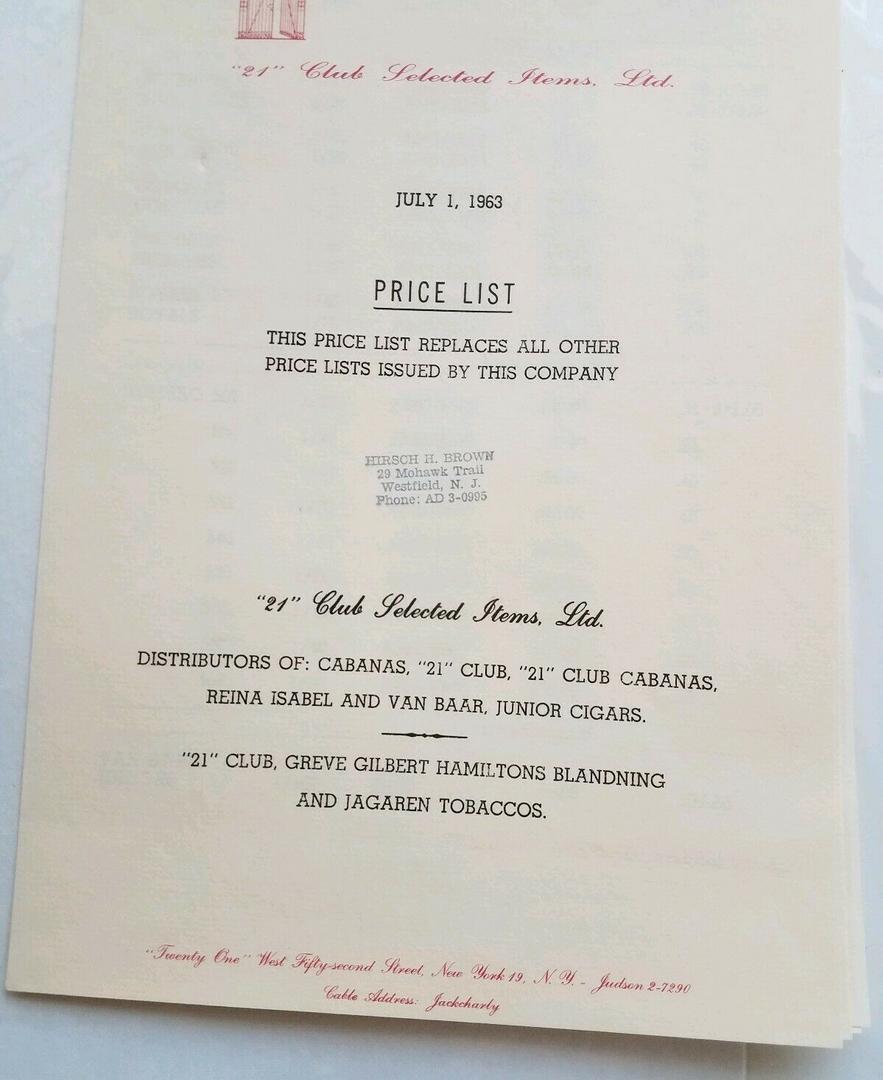 "21" Club Selected Items, Ltd.
JULY 1, 1963
PRICE LIST
THIS PRICE LIST REPLACES ALL OTHER
PRICE LISTS ISSUED BY THIS COMPANY
HIRSCH H. BROWN
29 Mohawk Trail
Westfield, N. J.
Phone: AD 3-0995
"21" Club Selected Items, Ltd.
DISTRIBUTORS OF: CABANAS, "21" CLUB, "21" CLUB CABANAS,
REINA ISABEL AND VAN BAAR, JUNIOR CIGARS.
"21" CLUB, GREVE GILBERT HAMILTONS BLANDNING
AND JAGAREN TOBACCOS.
"Twenty One" West Fifty-second Street, New York 19, N. Y. - Judson 2-7290
Cable Address: Jackcharly